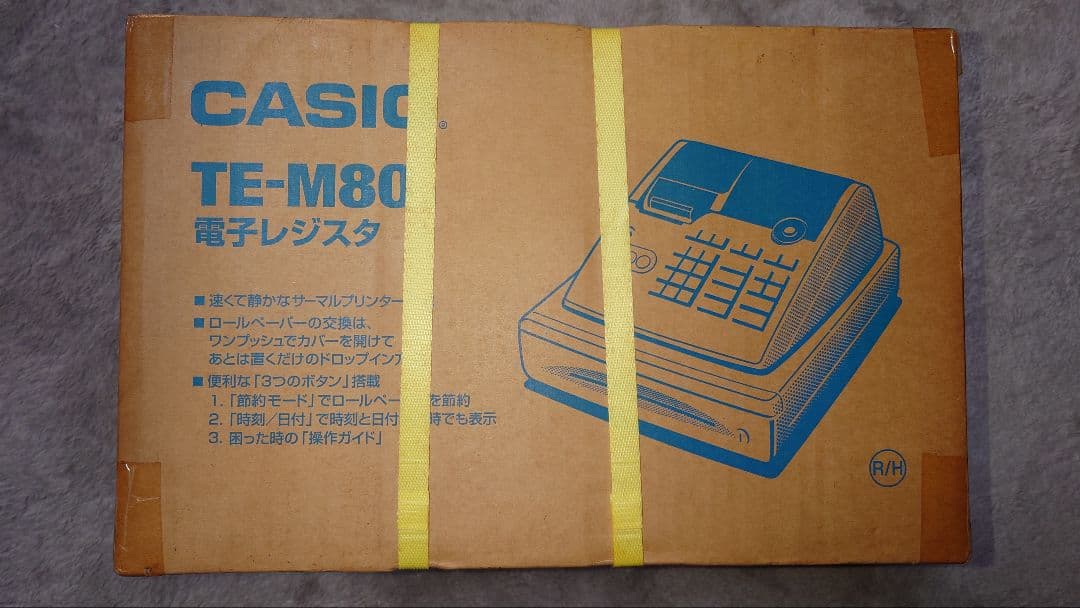 CASIO®
TE-M80
電子レジスタ
■ 速くて静かなサーマルプリンター
■ ロールペーパーの交換は、
ワンプッシュでカバーを開けて
あとは置くだけのドロップイン
■ 便利な「3つのボタン」搭載
1. 「節約モード」でロールペー を節約
2. 「時刻/日付」で時刻と日付 時でも表示
3. 困った時の「操作ガイド」
R/H